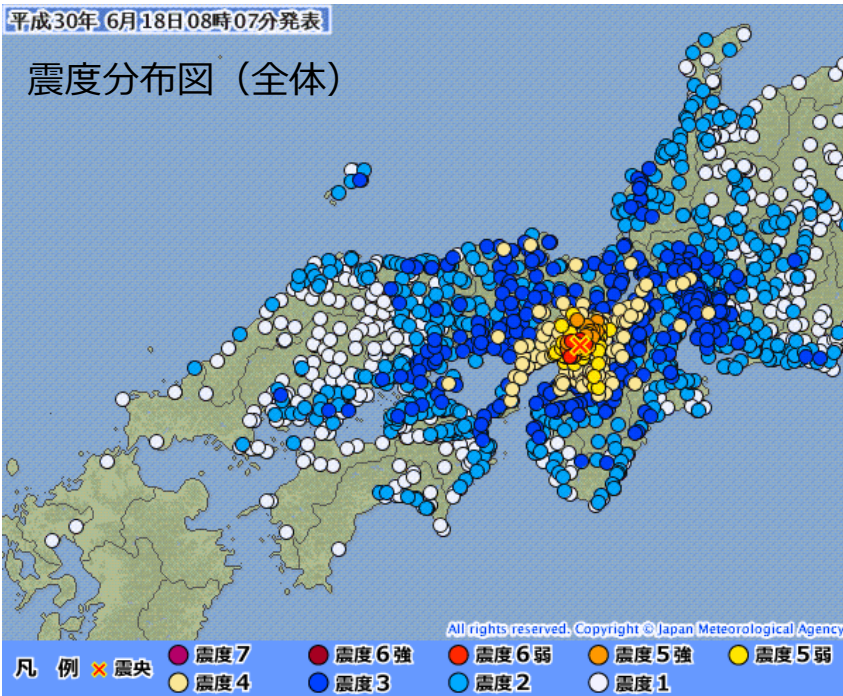 平成30年 6月18日08時07分発表
震度分布図（全体）
All rights reserved. Copyright © Japan Meteorological Agency
凡 例 震央 震度7 震度6強 震度6弱 震度5強 震度5弱
震度4 震度3 震度2 震度1